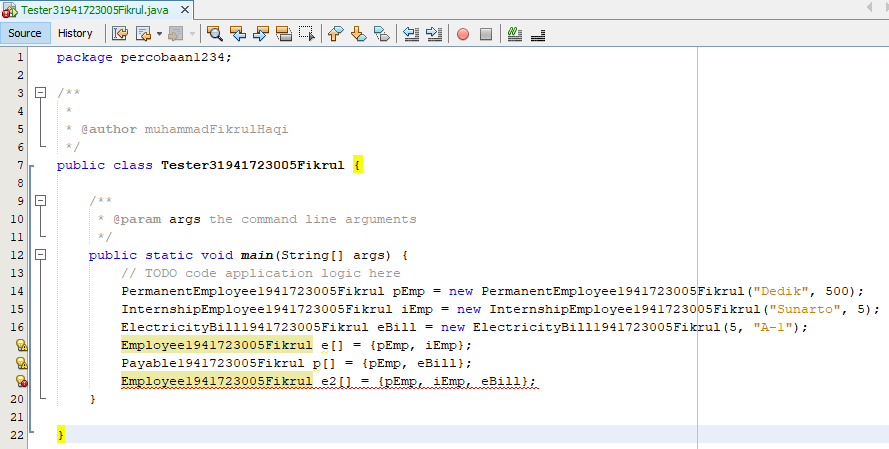 Tester31941723005Fikrul.java
Source History
1 package percobaan1234;
2
3 /**
4 *
5 * @author muhammadFikrulHaqi
6 */
7 public class Tester31941723005Fikrul {
8
9 /**
10 * @param args the command line arguments
11 */
12 public static void main(String[] args) {
13 // TODO code application logic here
14 PermanentEmployee1941723005Fikrul pEmp = new PermanentEmployee1941723005Fikrul("Dedik", 500);
15 InternshipEmployee1941723005Fikrul iEmp = new InternshipEmployee1941723005Fikrul("Sunarto", 5);
16 ElectricityBill1941723005Fikrul eBill = new ElectricityBill1941723005Fikrul(5, "A-1");
Employee1941723005Fikrul e[] = {pEmp, iEmp};
Payable1941723005Fikrul p[] = {pEmp, eBill};
Employee1941723005Fikrul e2[] = {pEmp, iEmp, eBill};
20 }
21
22 }